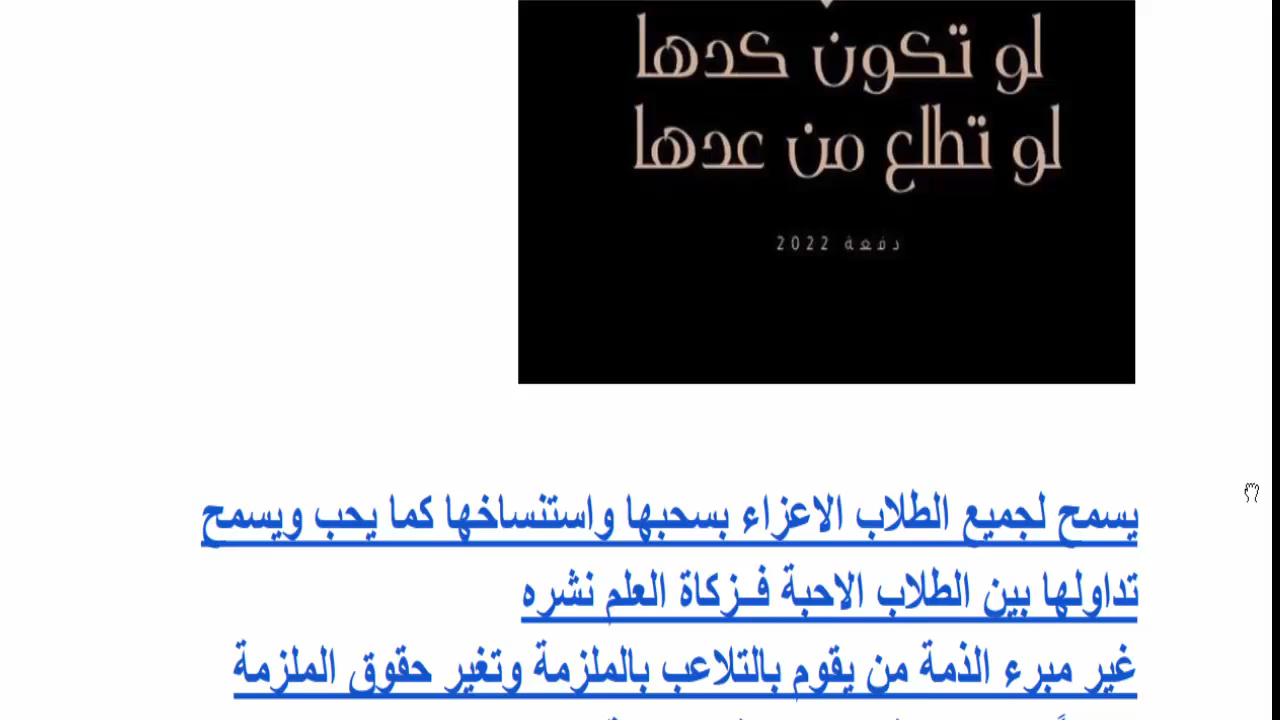 لو تكون كدها
لو تطلع من عدها
دفعة 2022
يسمح لجميع الطلاب الاعزاء بسحبها واستنساخها كما يحب ويسمح
تداولها بين الطلاب الاحبة فـزكاة العلم نشره
غير مبرء الذمة من يقوم بالتلاعب بالملزمة وتغير حقوق الملزمة